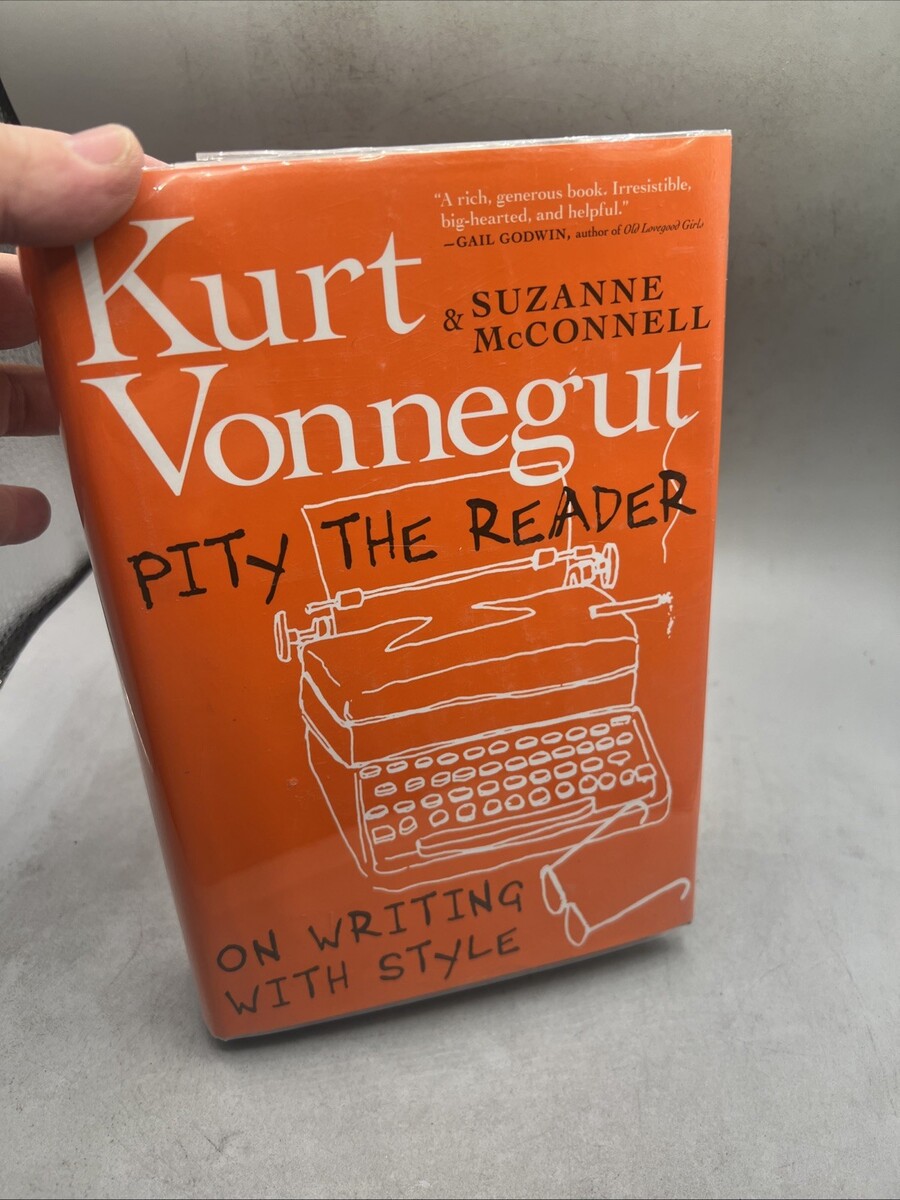 Kurt
Vonnegut
& SUZANNE
McCONNELL
“A rich, generous book. Irresistible,
big-hearted, and helpful.”
—GAIL GODWIN, author of Old Lovegood Girls
PITY THE READER
ON WRITING
WITH STYLE